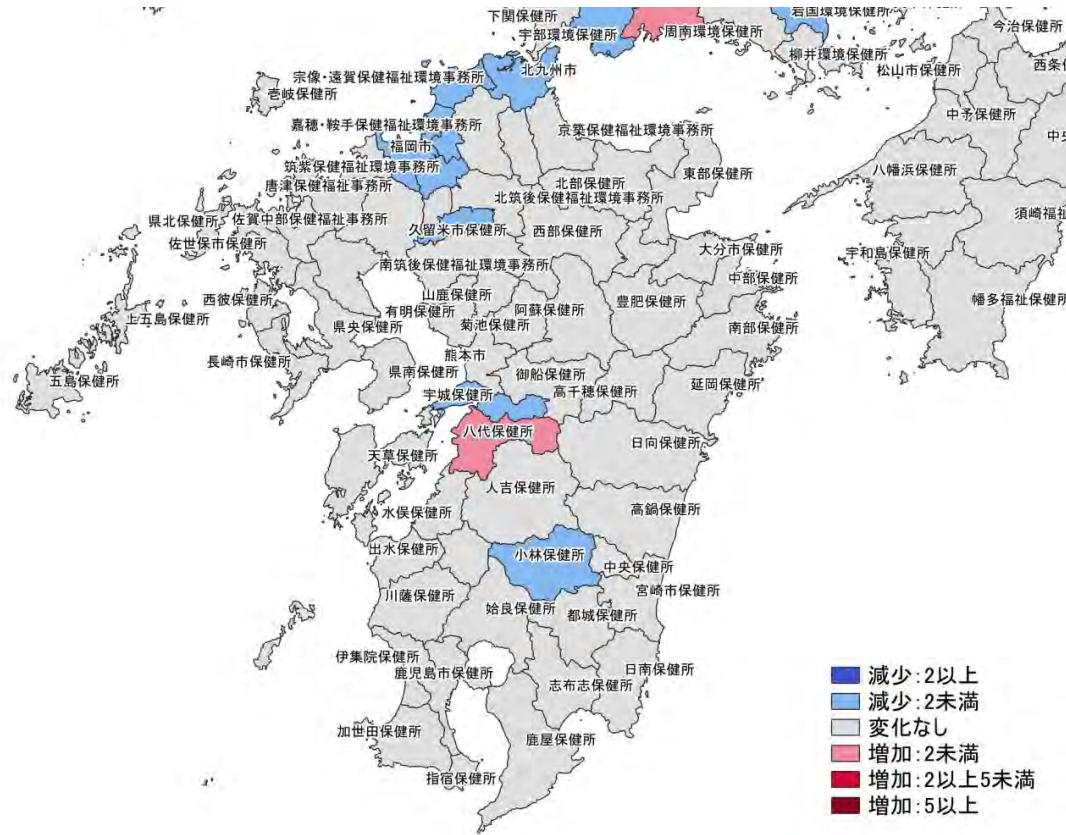 下関保健所
宇部環境保健所
周南環境保健所
岩国環境保健所
柳井環境保健所
今治保健所
松山市保健所
西条保
中予保健所
中央
八幡浜保健所
須崎福祉
宇和島保健所
幡多福祉保健所
北九州市
宗像・遠賀保健福祉環境事務所
壱岐保健所
嘉穂・鞍手保健福祉環境事務所
京築保健福祉環境事務所
福岡市
筑紫保健福祉環境事務所
東部保健所
唐津保健福祉事務所
北部保健所
北筑後保健福祉環境事務所
県北保健所
佐賀中部保健福祉事務所
久留米市保健所
西部保健所
佐世保市保健所
大分市保健所
南筑後保健福祉環境事務所
中部保健所
山鹿保健所
西彼保健所
有明保健所
阿蘇保健所
豊肥保健所
上五島保健所
県央保健所
菊池保健所
南部保健所
熊本市
長崎市保健所
県南保健所
御船保健所
五島保健所
延岡保健所
宇城保健所
高千穂保健所
八代保健所
日向保健所
天草保健所
人吉保健所
水俣保健所
高鍋保健所
出水保健所
小林保健所
中央保健所
宮崎市保健所
川薩保健所
姶良保健所
都城保健所
伊集院保健所
鹿児島市保健所
日南保健所
志布志保健所
加世田保健所
鹿屋保健所
指宿保健所
減少：2以上
減少：2未満
変化なし
増加：2未満
増加：2以上5未満
増加：5以上